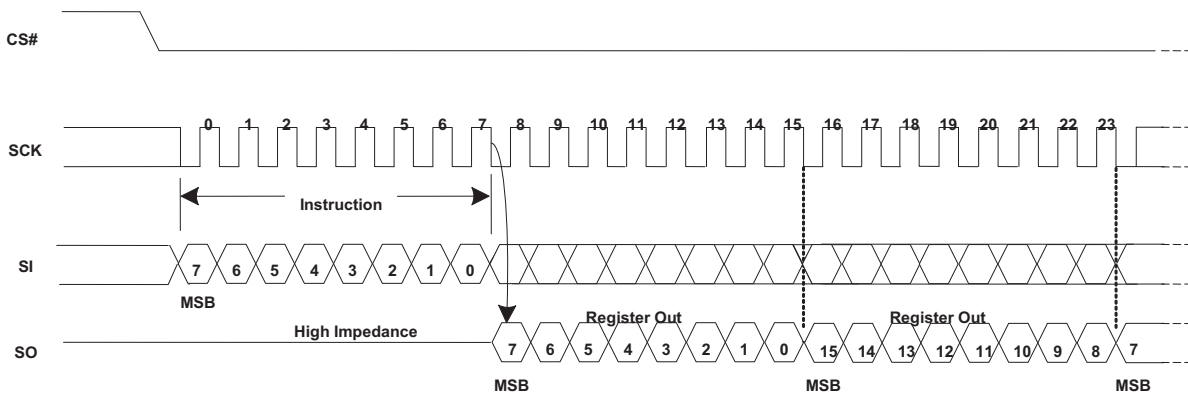 CS#
0 1 2 3 4 5 6 7 8 9 10 11 12 13 14 15 16 17 18 19 20 21 22 23
SCK
Instruction
SI
7 6 5 4 3 2 1 0
MSB
High Impedance
Register Out
Register Out
SO
7 6 5 4 3 2 1 0 15 14 13 12 11 10 9 8 7
MSB
MSB
MSB